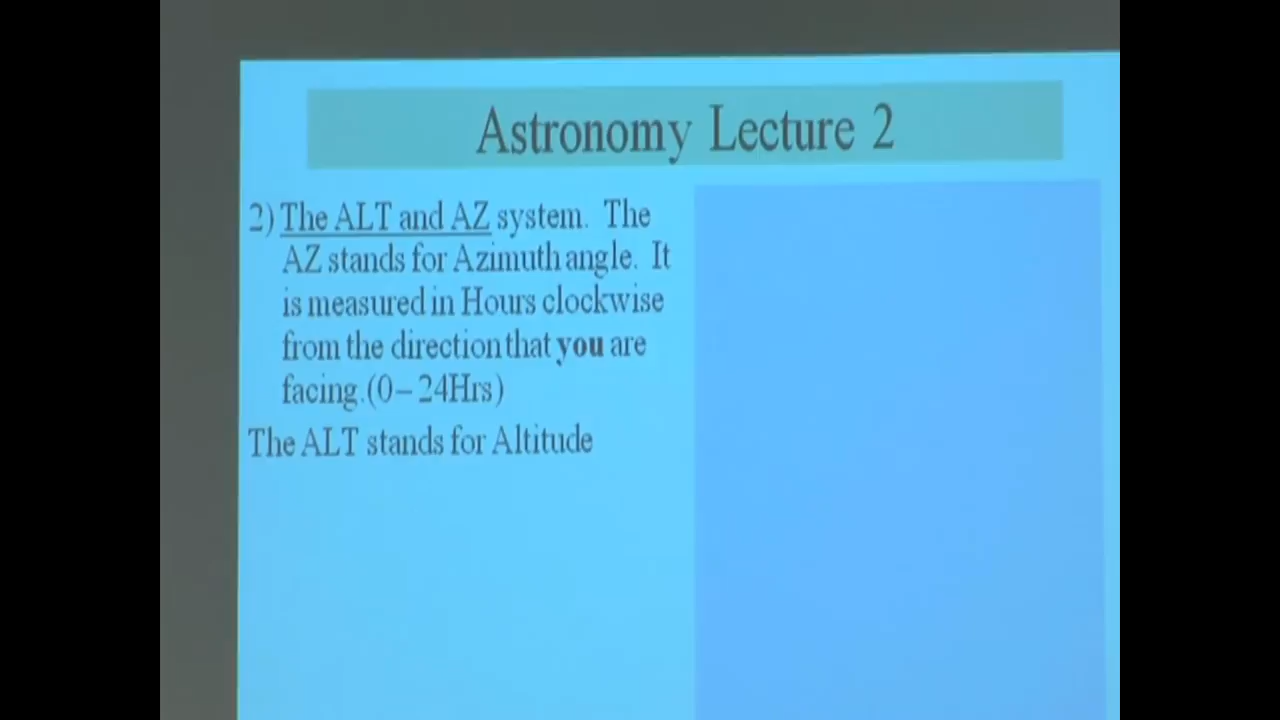 Astronomy Lecture 2
2) The ALT and AZ system. The
AZ stands for Azimuth angle. It
is measured in Hours clockwise
from the direction that you are
facing.(0–24Hrs)
The ALT stands for Altitude